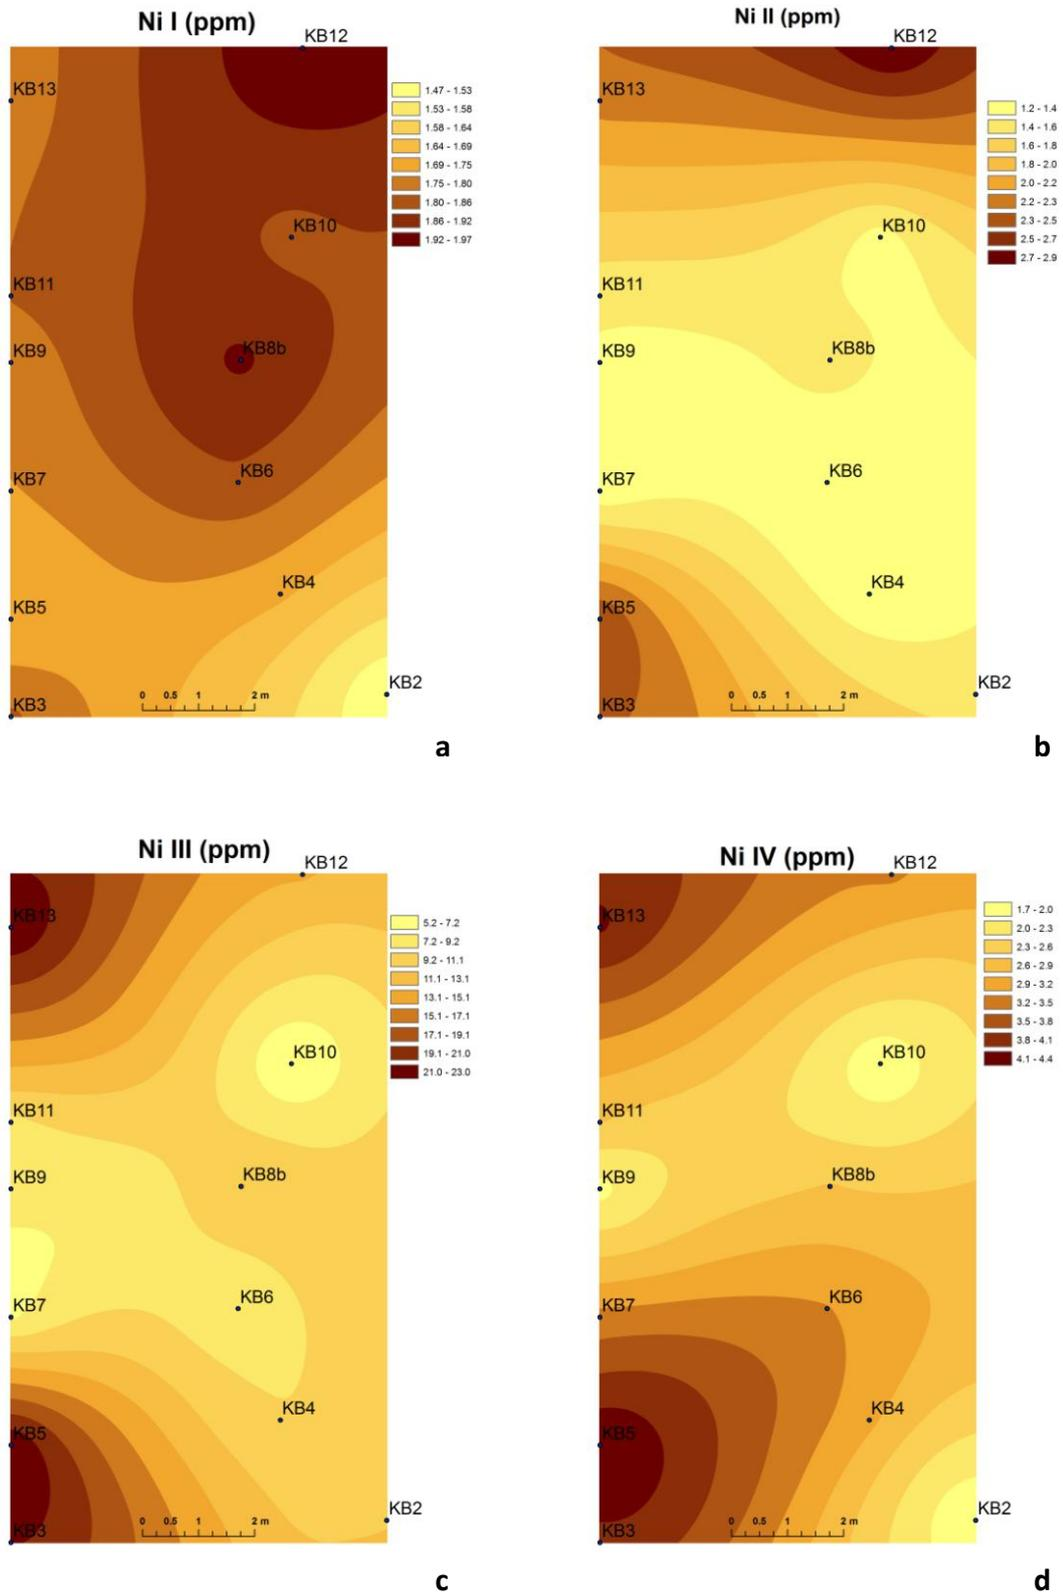 Ni I (ppm)
KB12
KB13
1.47 - 1.53
1.53 - 1.58
1.58 - 1.64
1.64 - 1.69
1.69 - 1.75
1.75 - 1.80
1.80 - 1.86
1.86 - 1.92
1.92 - 1.97
KB10
KB11
KB9
KB8b
KB7
KB6
KB4
KB5
KB2
KB3
0 0.5 1 2 m
a
Ni II (ppm)
KB12
KB13
1.2 - 1.4
1.4 - 1.6
1.6 - 1.8
1.8 - 2.0
2.0 - 2.2
2.2 - 2.3
2.3 - 2.5
2.5 - 2.7
2.7 - 2.9
KB10
KB11
KB9
KB8b
KB7
KB6
KB4
KB5
KB2
KB3
0 0.5 1 2 m
b
Ni III (ppm)
KB12
KB13
5.2 - 7.2
7.2 - 9.2
9.2 - 11.1
11.1 - 13.1
13.1 - 15.1
15.1 - 17.1
17.1 - 19.1
19.1 - 21.0
21.0 - 23.0
KB10
KB11
KB9
KB8b
KB7
KB6
KB4
KB5
KB2
KB3
0 0.5 1 2 m
c
Ni IV (ppm)
KB12
KB13
1.7 - 2.0
2.0 - 2.3
2.3 - 2.6
2.6 - 2.9
2.9 - 3.2
3.2 - 3.5
3.5 - 3.8
3.8 - 4.1
4.1 - 4.4
KB10
KB11
KB9
KB8b
KB7
KB6
KB4
KB5
KB2
KB3
0 0.5 1 2 m
d